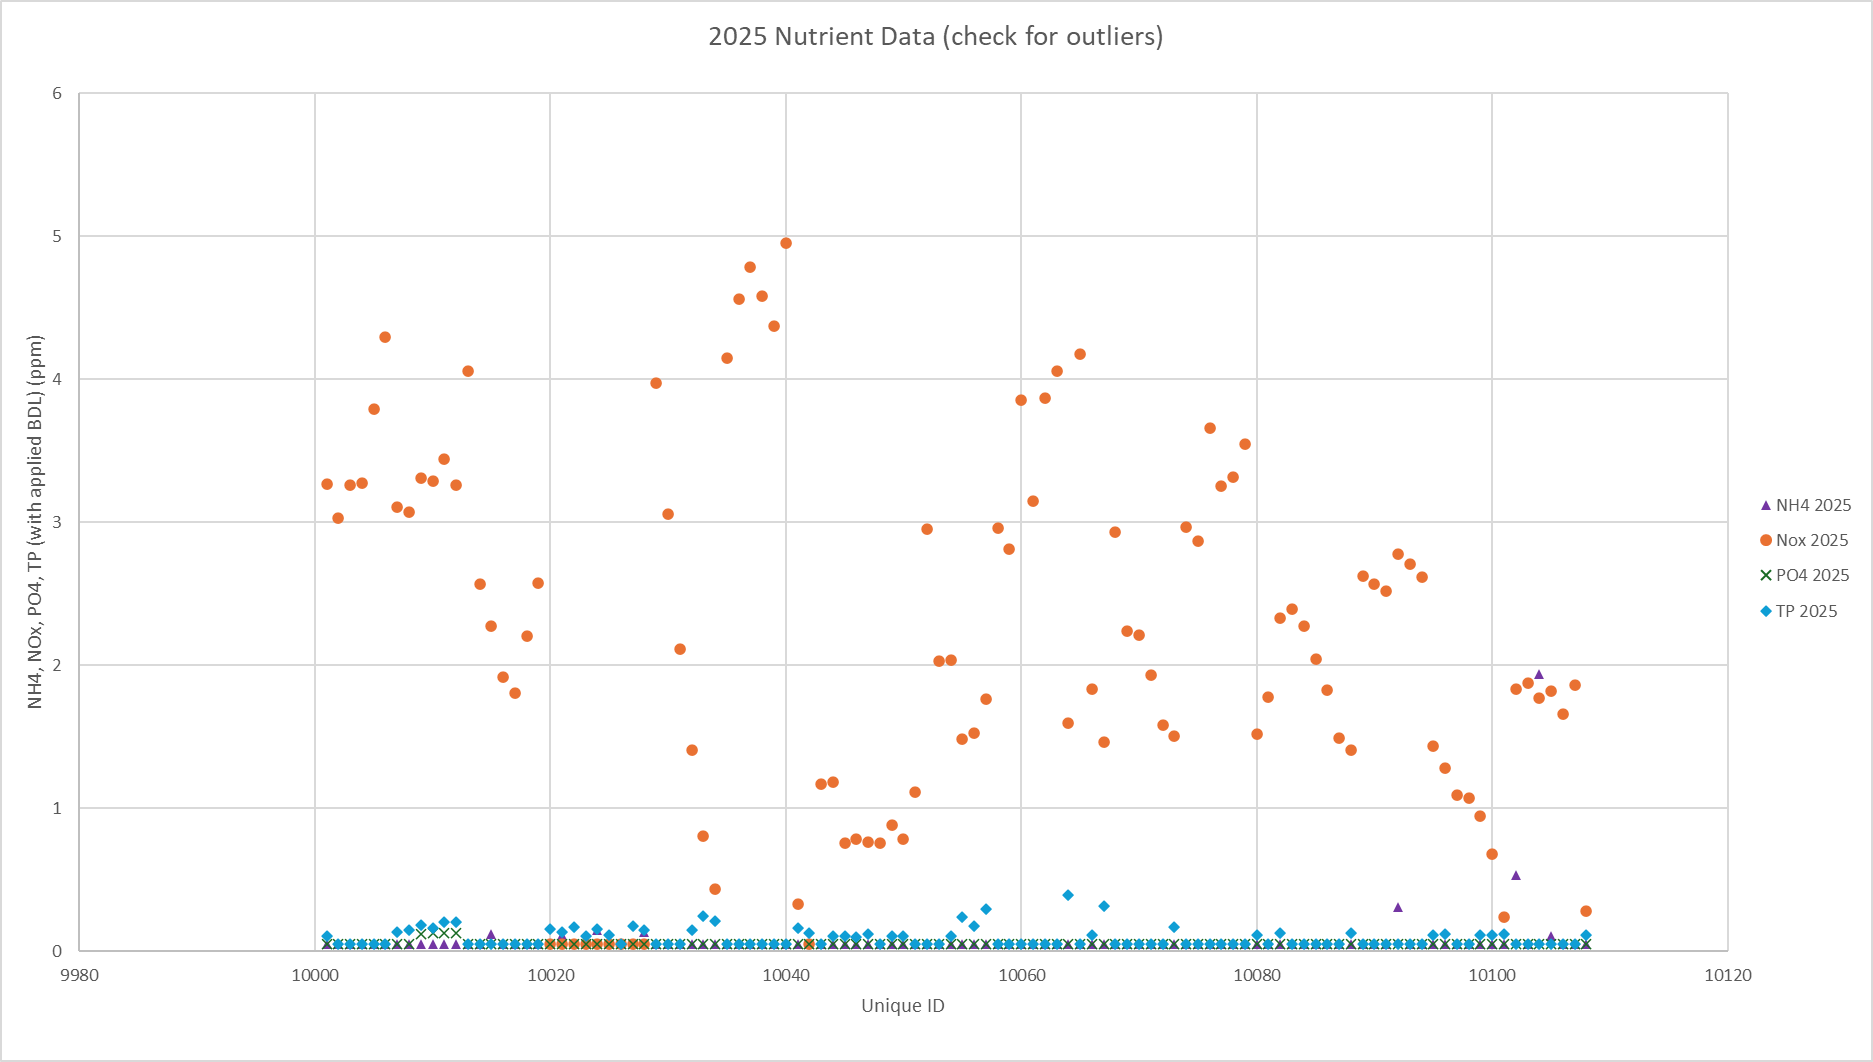 2025 Nutrient Data (check for outliers)
NH4, NOx, PO4, TP (with applied BDL) (ppm)
6
5
4
3
2
1
0
9980 10000 10020 10040 10060 10080 10100 10120
Unique ID
NH4 2025
Nox 2025
PO4 2025
TP 2025